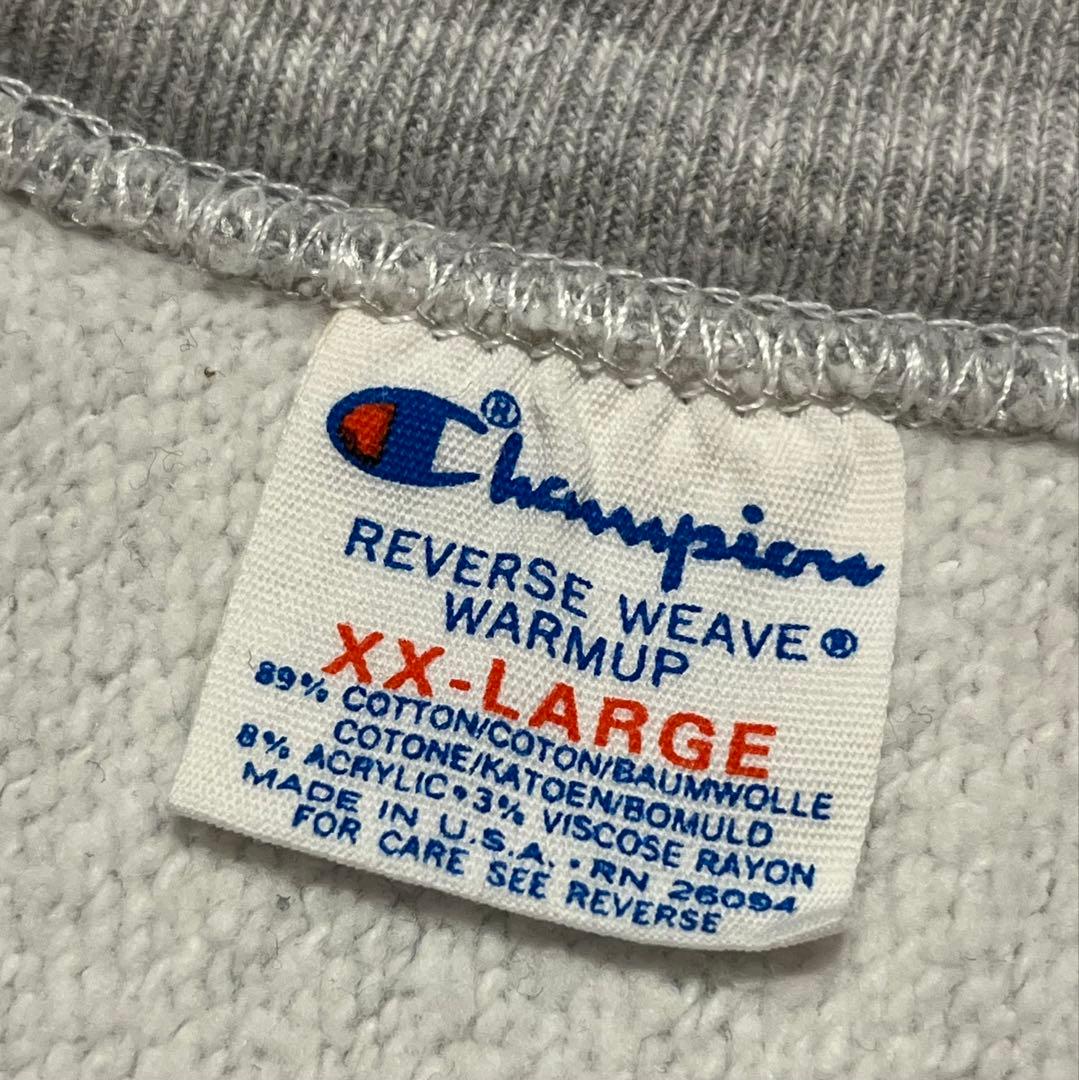 Champion®
REVERSE WEAVE®
WARMUP
XX-LARGE
89% COTTON/COTON/BAUMWOLLE
COTONE/KATOEN/BOMULD
8% ACRYLIC • 3% VISCOSE RAYON
MADE IN U.S.A. • RN 26094
FOR CARE SEE REVERSE